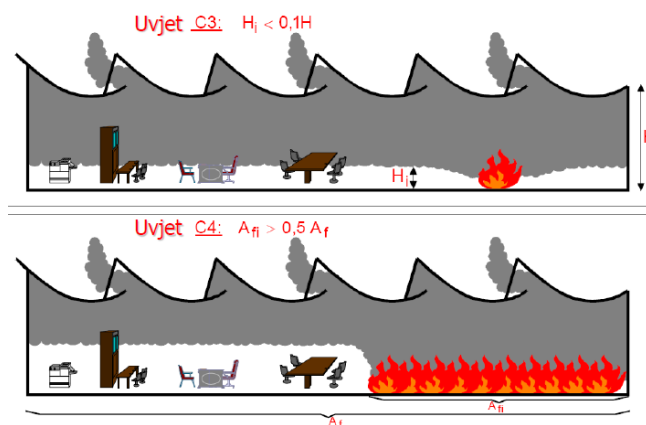 Uvjet C3: Hi < 0,1H
H
Hi
Uvjet C4: Afi > 0,5 Af
Afi
Af